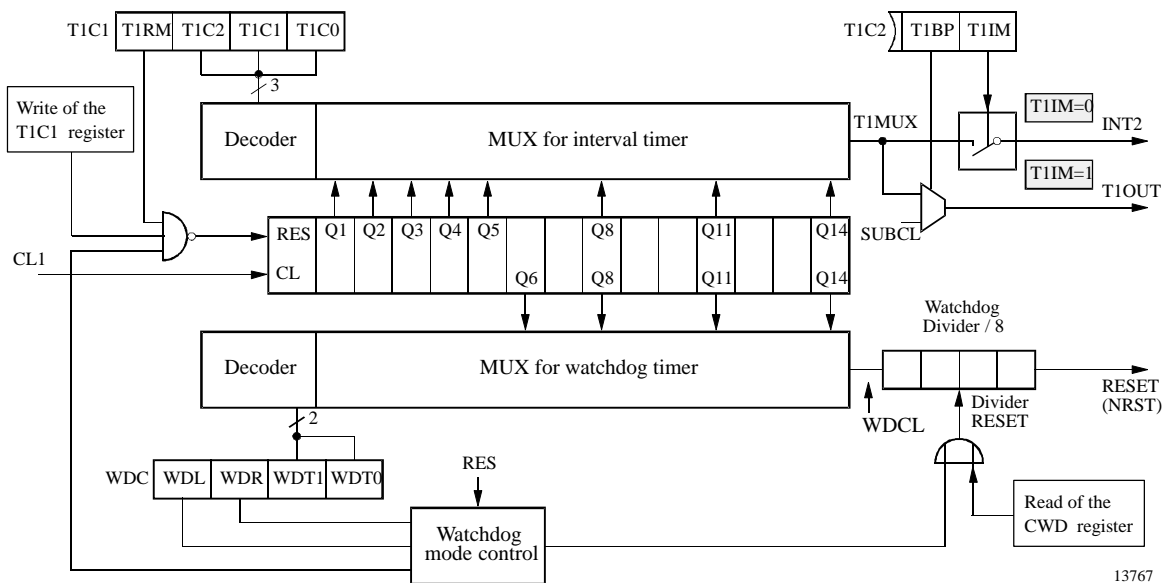 T1C1 T1RM T1C2 T1C1 T1C0
T1C2 T1BP T1IM
3
Write of the
T1C1 register
Decoder
MUX for interval timer
T1MUX
T1IM=0
INT2
T1IM=1
T1OUT
SUBCL
RES
Q1 Q2 Q3 Q4 Q5 Q8 Q11 Q14
CL1
CL
Q6 Q8 Q11 Q14
Watchdog
Divider / 8
Decoder
MUX for watchdog timer
RESET
(NRST)
WDCL
Divider
RESET
2
WDC WDL WDR WDT1 WDT0
RES
Watchdog
mode control
Read of the
CWD register
13767